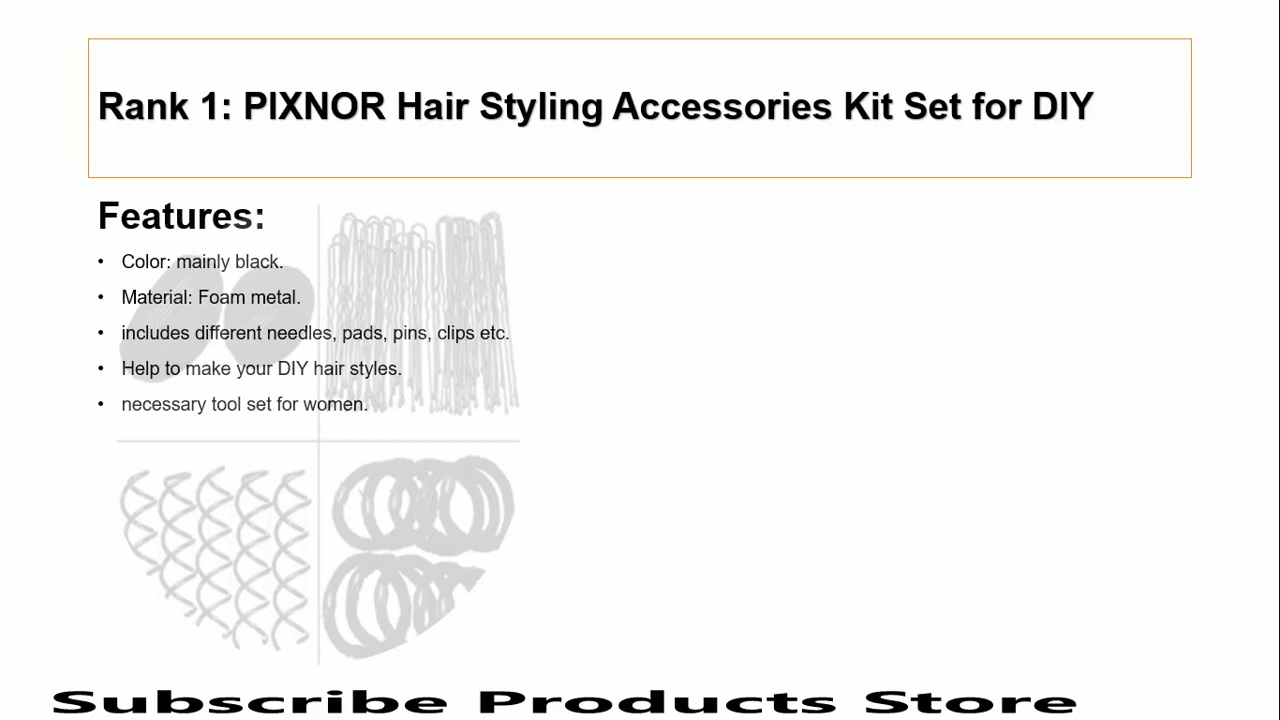 Rank 1: PIXNOR Hair Styling Accessories Kit Set for DIY
Features:
• Color: mainly black.
• Material: Foam metal.
• includes different needles, pads, pins, clips etc.
• Help to make your DIY hair styles.
• necessary tool set for women.
Subscribe Products Store